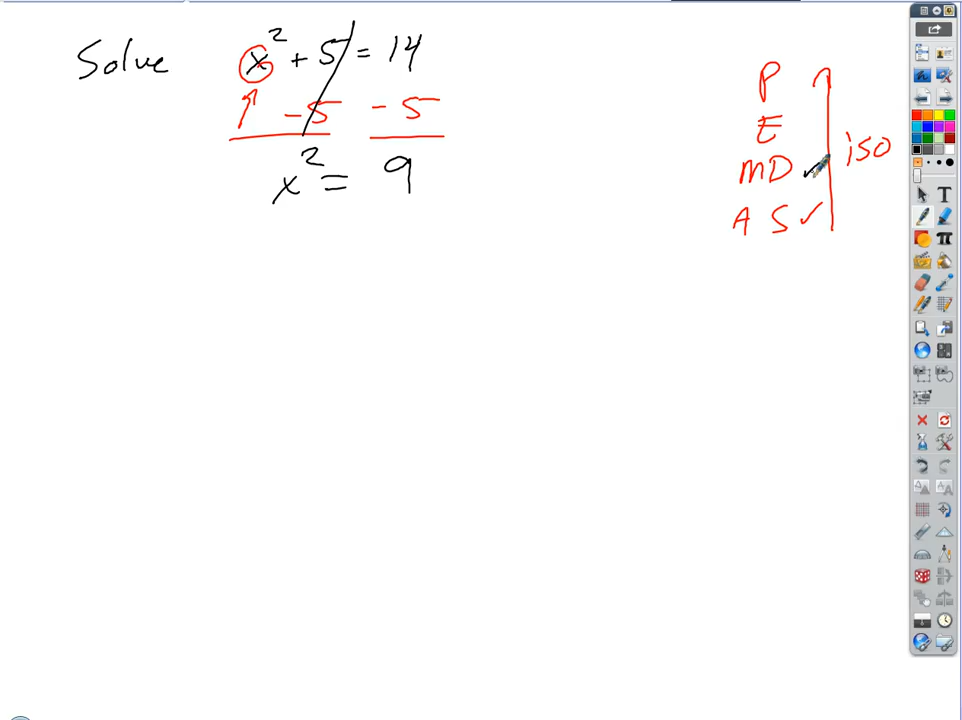 Solve x² + 5 = 14
- 5 - 5
x² = 9
P
E
MD ✓
A S ✓
iso
T
π